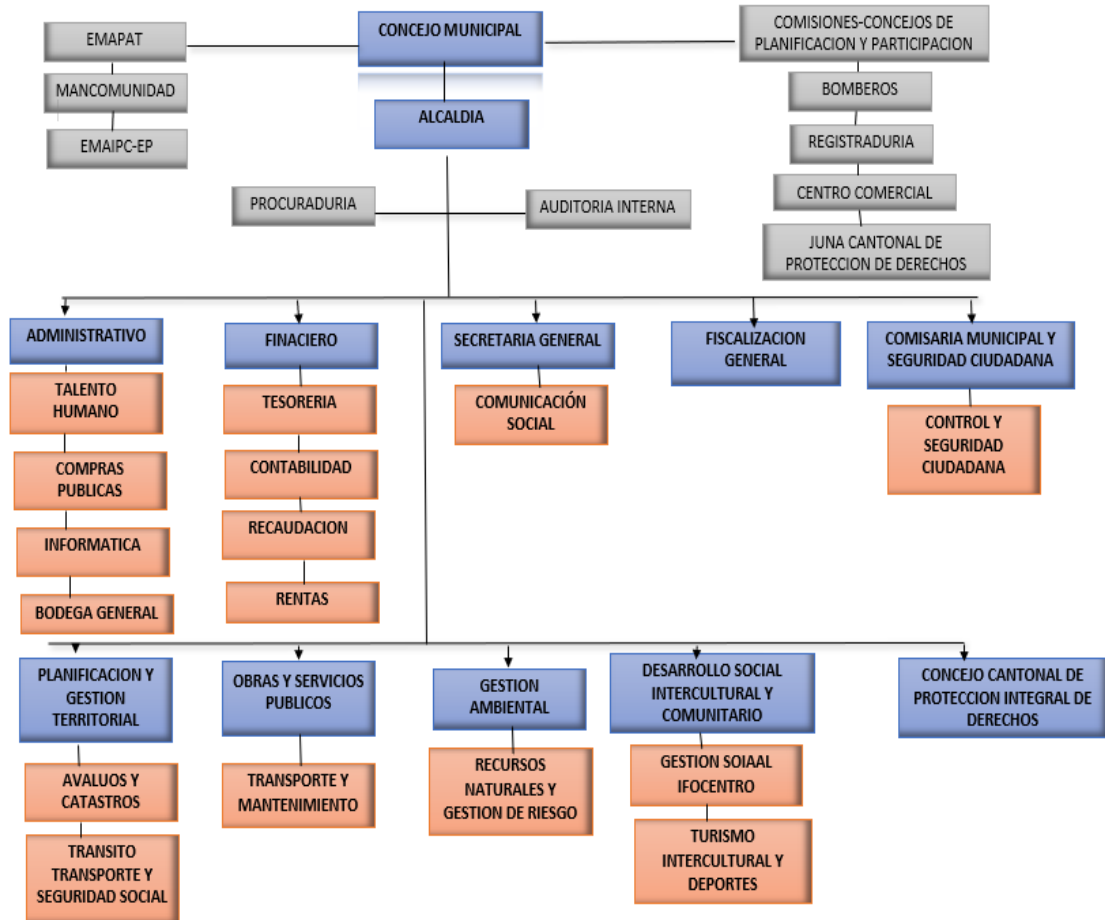 EMAPAT
MANCOMUNIDAD
EMAIPC-EP
CONCEJO MUNICIPAL
ALCALDIA
COMISIONES-CONCEJOS DE
PLANIFICACION Y PARTICIPACION
BOMBEROS
REGISTRADURIA
CENTRO COMERCIAL
JUNA CANTONAL DE
PROTECCION DE DERECHOS
PROCURADURIA
AUDITORIA INTERNA
ADMINISTRATIVO
TALENTO
HUMANO
COMPRAS
PUBLICAS
INFORMATICA
BODEGA GENERAL
FINACIERO
TESORERIA
CONTABILIDAD
RECAUDACION
RENTAS
SECRETARIA GENERAL
COMUNICACIÓN
SOCIAL
FISCALIZACION
GENERAL
COMISARIA MUNICIPAL Y
SEGURIDAD CIUDADANA
CONTROL Y
SEGURIDAD
CIUDADANA
PLANIFICACION Y
GESTION
TERRITORIAL
AVALUOS Y
CATASTROS
TRANSITO
TRANSPORTE Y
SEGURIDAD SOCIAL
OBRAS Y SERVICIOS
PUBLICOS
TRANSPORTE Y
MANTENIMIENTO
GESTION
AMBIENTAL
RECURSOS
NATURALES Y
GESTION DE RIESGO
DESARROLLO SOCIAL
INTERCULTURAL Y
COMUNITARIO
GESTION SOIAAL
IFOCENTRO
TURISMO
INTERCULTURAL Y
DEPORTES
CONCEJO CANTONAL DE
PROTECCION INTEGRAL DE
DERECHOS